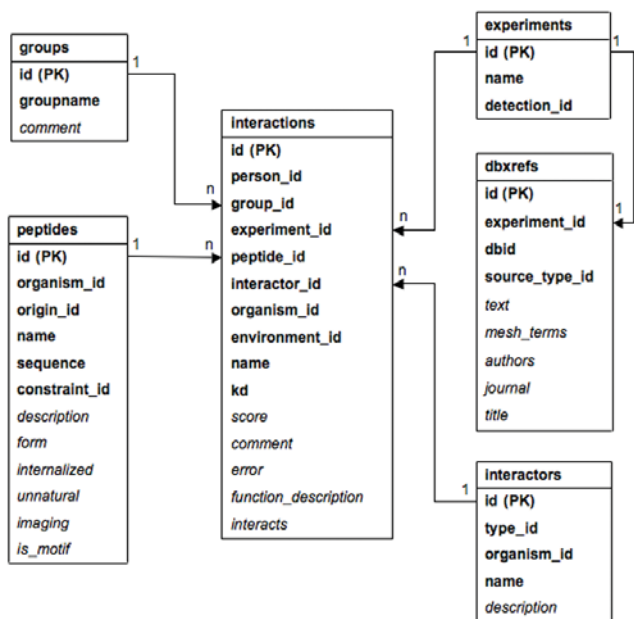 groups
id (PK)
groupname
comment
1
peptides
id (PK)
organism_id
origin_id
name
sequence
constraint_id
description
form
internalized
unnatural
imaging
is_motif
1
n
n
interactions
id (PK)
person_id
group_id
experiment_id
peptide_id
interactor_id
organism_id
environment_id
name
kd
score
comment
error
function_description
interacts
n
n
1
experiments
id (PK)
name
detection_id
1
dbxrefs
id (PK)
experiment_id
dbid
source_type_id
text
mesh_terms
authors
journal
title
1
interactors
id (PK)
type_id
organism_id
name
description
1